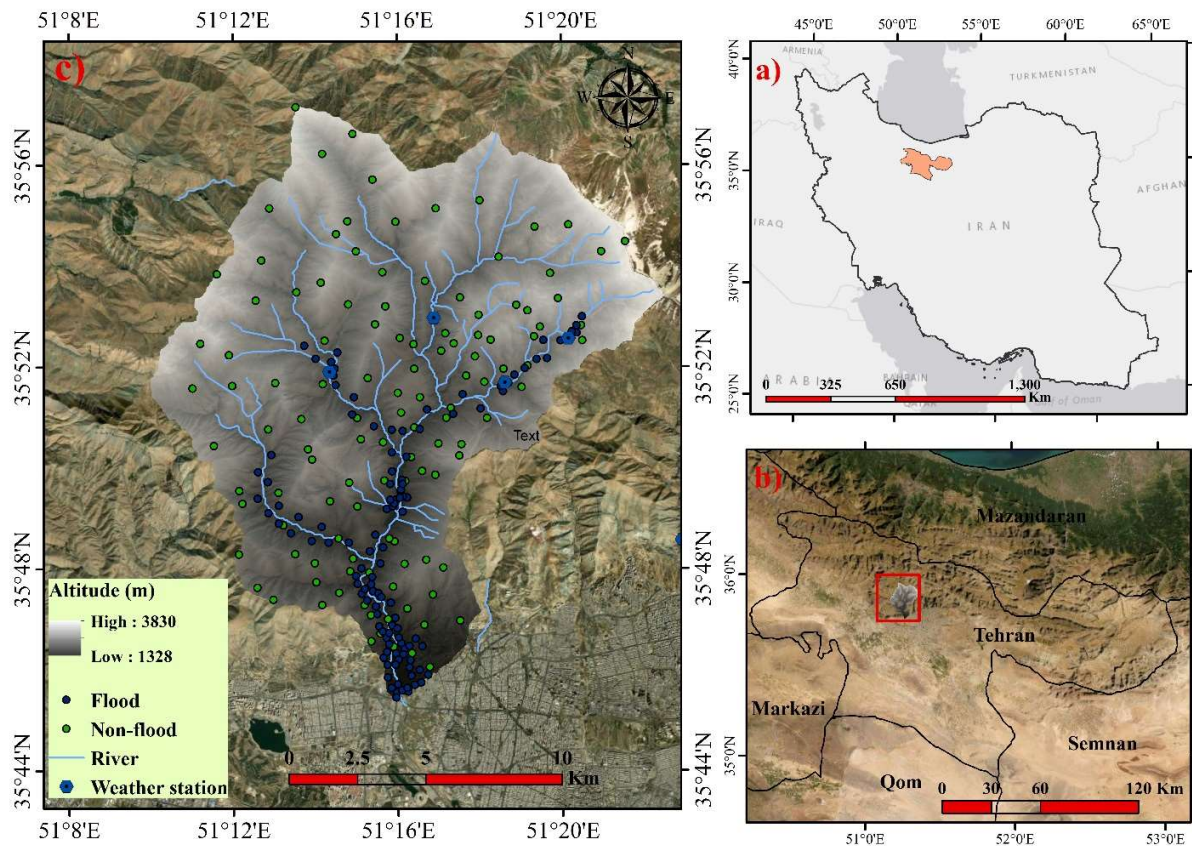 51°8'E 51°12'E 51°16'E 51°20'E
c)
N
W E
S
35°56'N 35°56'N
35°52'N 35°52'N
Text
35°48'N 35°48'N
35°44'N 35°44'N
Altitude (m)
High : 3830
Low : 1328
Flood
Non-flood
River
Weather station
0 2.5 5 10
Km
51°8'E 51°12'E 51°16'E 51°20'E
45°0'E 50°0'E 55°0'E 60°0'E 65°0'E
a)
40°0'N
35°0'N
30°0'N
25°0'N
ARMENIA
TURKMENISTAN
AFGHAN
IRAQ
IRAN
ARABIA
BAHRAIN
QATAR
Gulf of Oman
0 325 650 1,300
Km
b)
36°0'N
35°0'N
Mazandaran
Tehran
Markazi
Semnan
Qom
0 30 60 120 Km
51°0'E 52°0'E 53°0'E